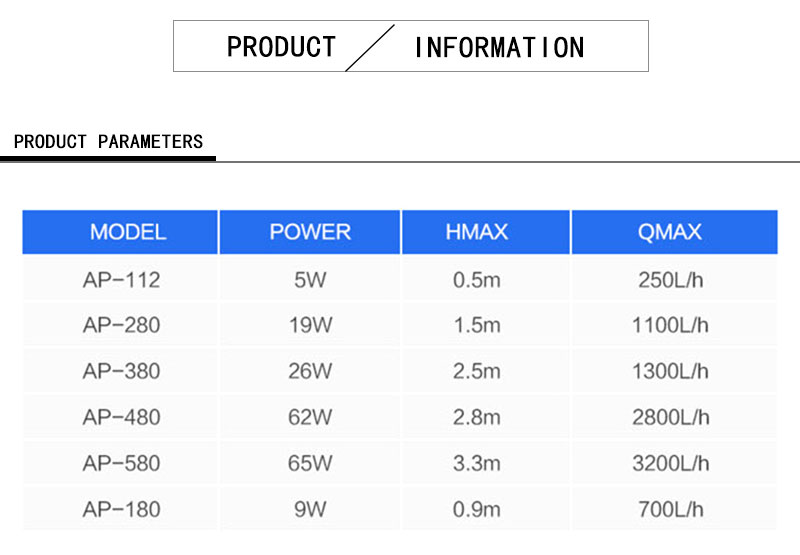 PRODUCT INFORMATION
PRODUCT PARAMETERS
MODEL POWER HMAX QMAX
AP-112 5W 0.5m 250L/h
AP-280 19W 1.5m 1100L/h
AP-380 26W 2.5m 1300L/h
AP-480 62W 2.8m 2800L/h
AP-580 65W 3.3m 3200L/h
AP-180 9W 0.9m 700L/h